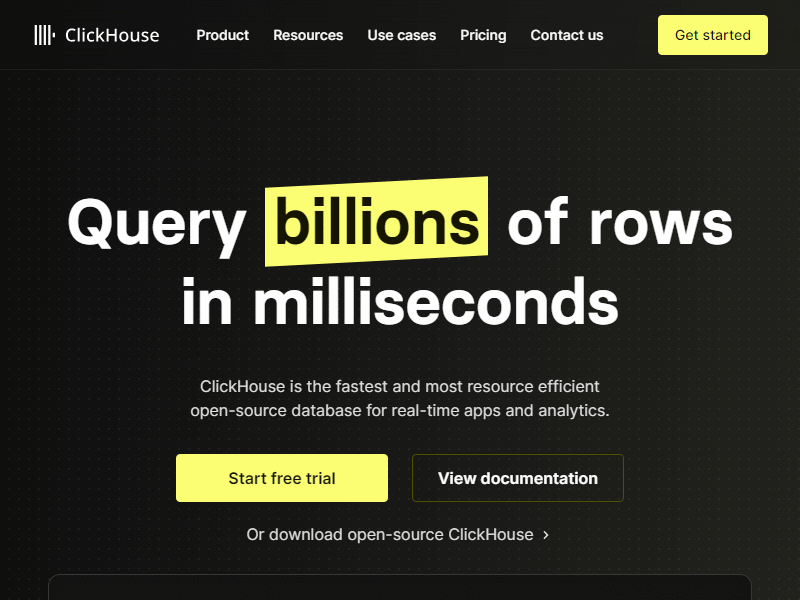 ClickHouse Product Resources Use cases Pricing Contact us Get started
Query billions of rows
in milliseconds
ClickHouse is the fastest and most resource efficient
open-source database for real-time apps and analytics.
Start free trial View documentation
Or download open-source ClickHouse